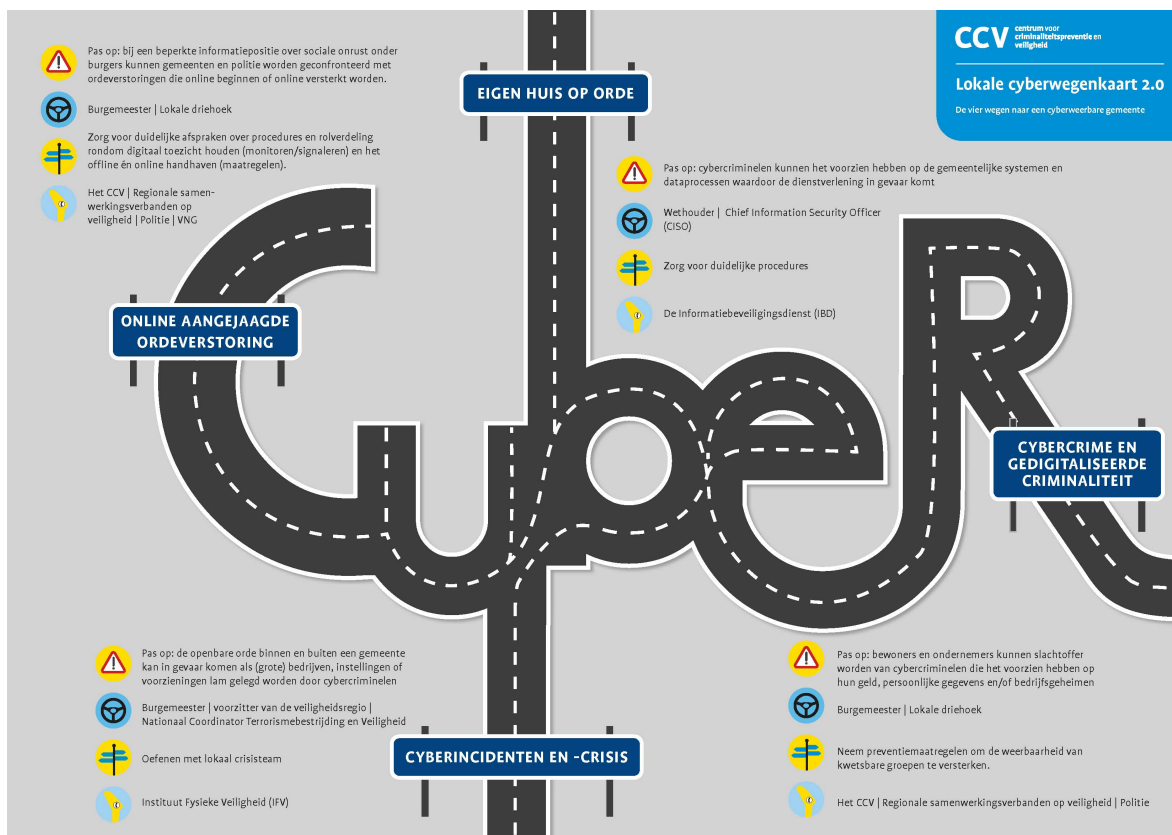 Pas op: bij een beperkte informatiepositie over sociale onrust onder
burgers kunnen gemeenten en politie worden geconfronteerd met
ordeverstoringen die online beginnen of online versterkt worden.
Burgemeester | Lokale driehoek
Zorg voor duidelijke afspraken over procedures en rolverdeling
rondom digitaal toezicht houden (monitoren/signaleren) en het
offline én online handhaven (maatregelen).
Het CCV | Regionale samen-
werkingsverbanden op
veiligheid | Politie | VNG
ONLINE AANGEJAAGDE
ORDEVERSTORING
EIGEN HUIS OP ORDE
CCV centrum voor
criminaliteitspreventie en
veiligheid
Lokale cyberwegenkaart 2.0
De vier wegen naar een cyberweerbare gemeente
Pas op: cybercriminelen kunnen het voorzien hebben op de gemeentelijke systemen en
dataprocessen waardoor de dienstverlening in gevaar komt
Wethouder | Chief Information Security Officer
(CISO)
Zorg voor duidelijke procedures
De Informatiebeveiligingsdienst (IBD)
CybeR
CYBERCRIME EN
GEDIGITALISEERDE
CRIMINALITEIT
Pas op: de openbare orde binnen en buiten een gemeente
kan in gevaar komen als (grote) bedrijven, instellingen of
voorzieningen lam gelegd worden door cybercriminelen
Burgemeester | voorzitter van de veiligheidsregio |
Nationaal Coordinator Terrorismebestrijding en Veiligheid
Oefenen met lokaal crisisteam
Instituut Fysieke Veiligheid (IFV)
CYBERINCIDENTEN EN -CRISIS
Pas op: bewoners en ondernemers kunnen slachtoffer
worden van cybercriminelen die het voorzien hebben op
hun geld, persoonlijke gegevens en/of bedrijfsgeheimen
Burgemeester | Lokale driehoek
Neem preventiemaatregelen om de weerbaarheid van
kwetsbare groepen te versterken.
Het CCV | Regionale samenwerkingsverbanden op veiligheid | Politie